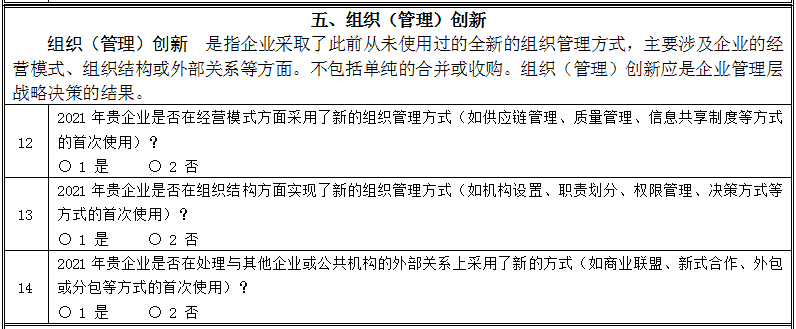 五、组织（管理）创新
组织（管理）创新 是指企业采取了此前从未使用过的全新的组织管理方式，主要涉及企业的经
营模式、组织结构或外部关系等方面。不包括单纯的合并或收购。组织（管理）创新应是企业管理层
战略决策的结果。
12
2021 年贵企业是否在经营模式方面采用了新的组织管理方式（如供应链管理、质量管理、信息共享制度等方式
的首次使用）？
○ 1 是 ○ 2 否
13
2021 年贵企业是否在组织结构方面实现了新的组织管理方式（如机构设置、职责划分、权限管理、决策方式等
方式的首次使用）？
○ 1 是 ○ 2 否
14
2021 年贵企业是否在处理与其他企业或公共机构的外部关系上采用了新的方式（如商业联盟、新式合作、外包
或分包等方式的首次使用）？
○ 1 是 ○ 2 否